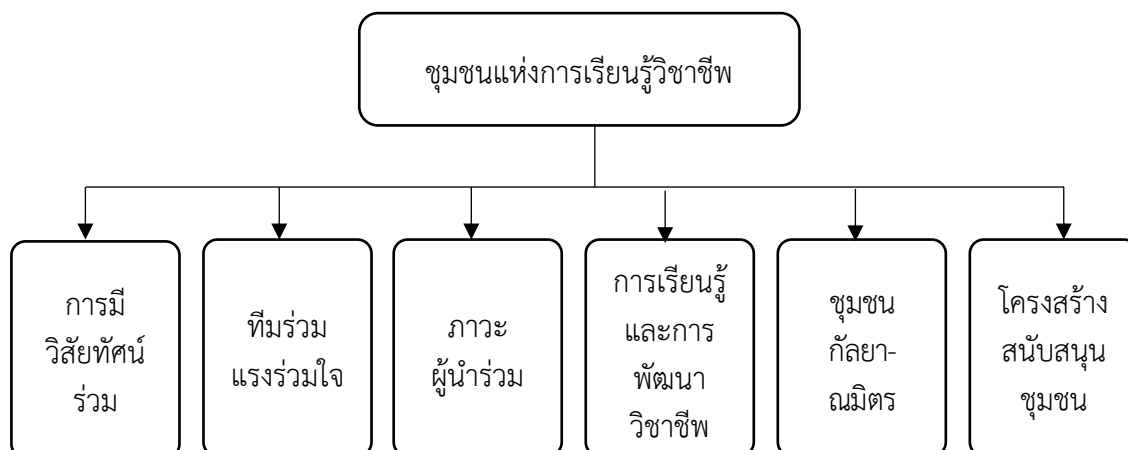 ชุมชนแห่งการเรียนรู้วิชาชีพ
การมี
วิสัยทัศน์
ร่วม
ทีมร่วม
แรงร่วมใจ
ภาวะ
ผู้นำร่วม
การเรียนรู้
และการ
พัฒนา
วิชาชีพ
ชุมชน
กัลยา-
ณมิตร
โครงสร้าง
สนับสนุน
ชุมชน